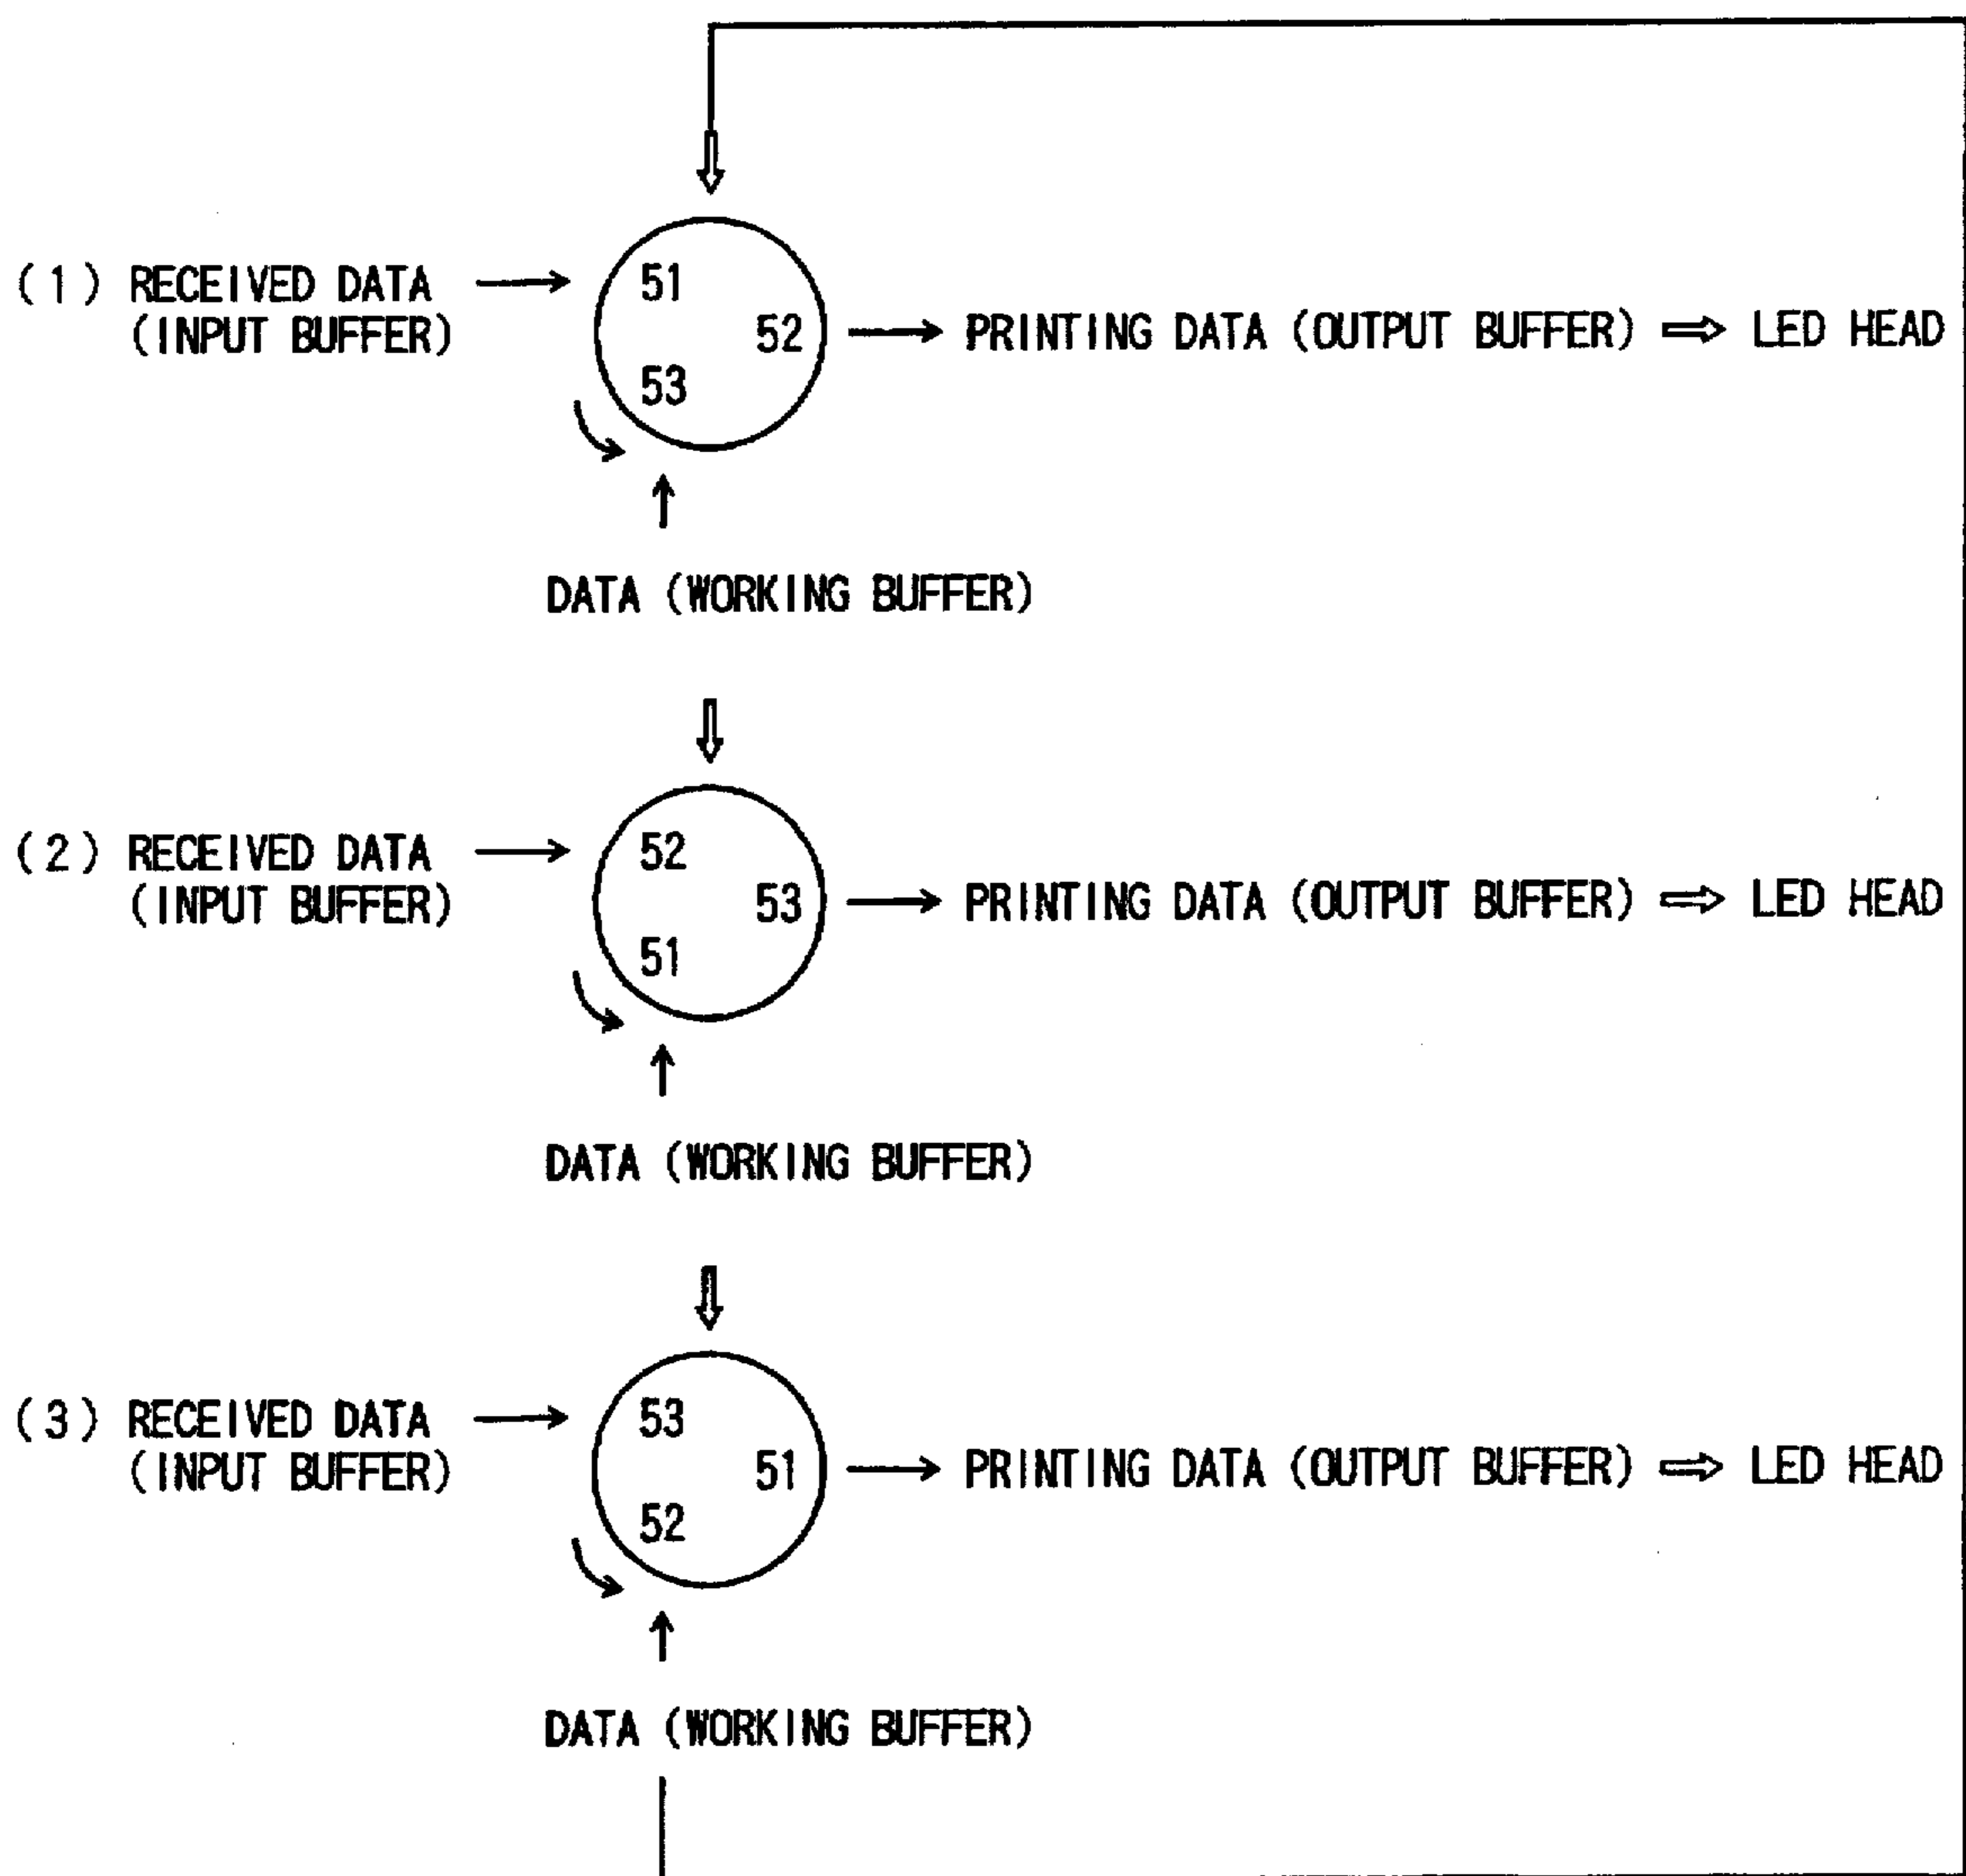 (1) RECEIVED DATA
(INPUT BUFFER)
51
52
53
PRINTING DATA (OUTPUT BUFFER)
LED HEAD
DATA (WORKING BUFFER)
(2) RECEIVED DATA
(INPUT BUFFER)
52
53
51
PRINTING DATA (OUTPUT BUFFER)
LED HEAD
DATA (WORKING BUFFER)
(3) RECEIVED DATA
(INPUT BUFFER)
53
51
52
PRINTING DATA (OUTPUT BUFFER)
LED HEAD
DATA (WORKING BUFFER)